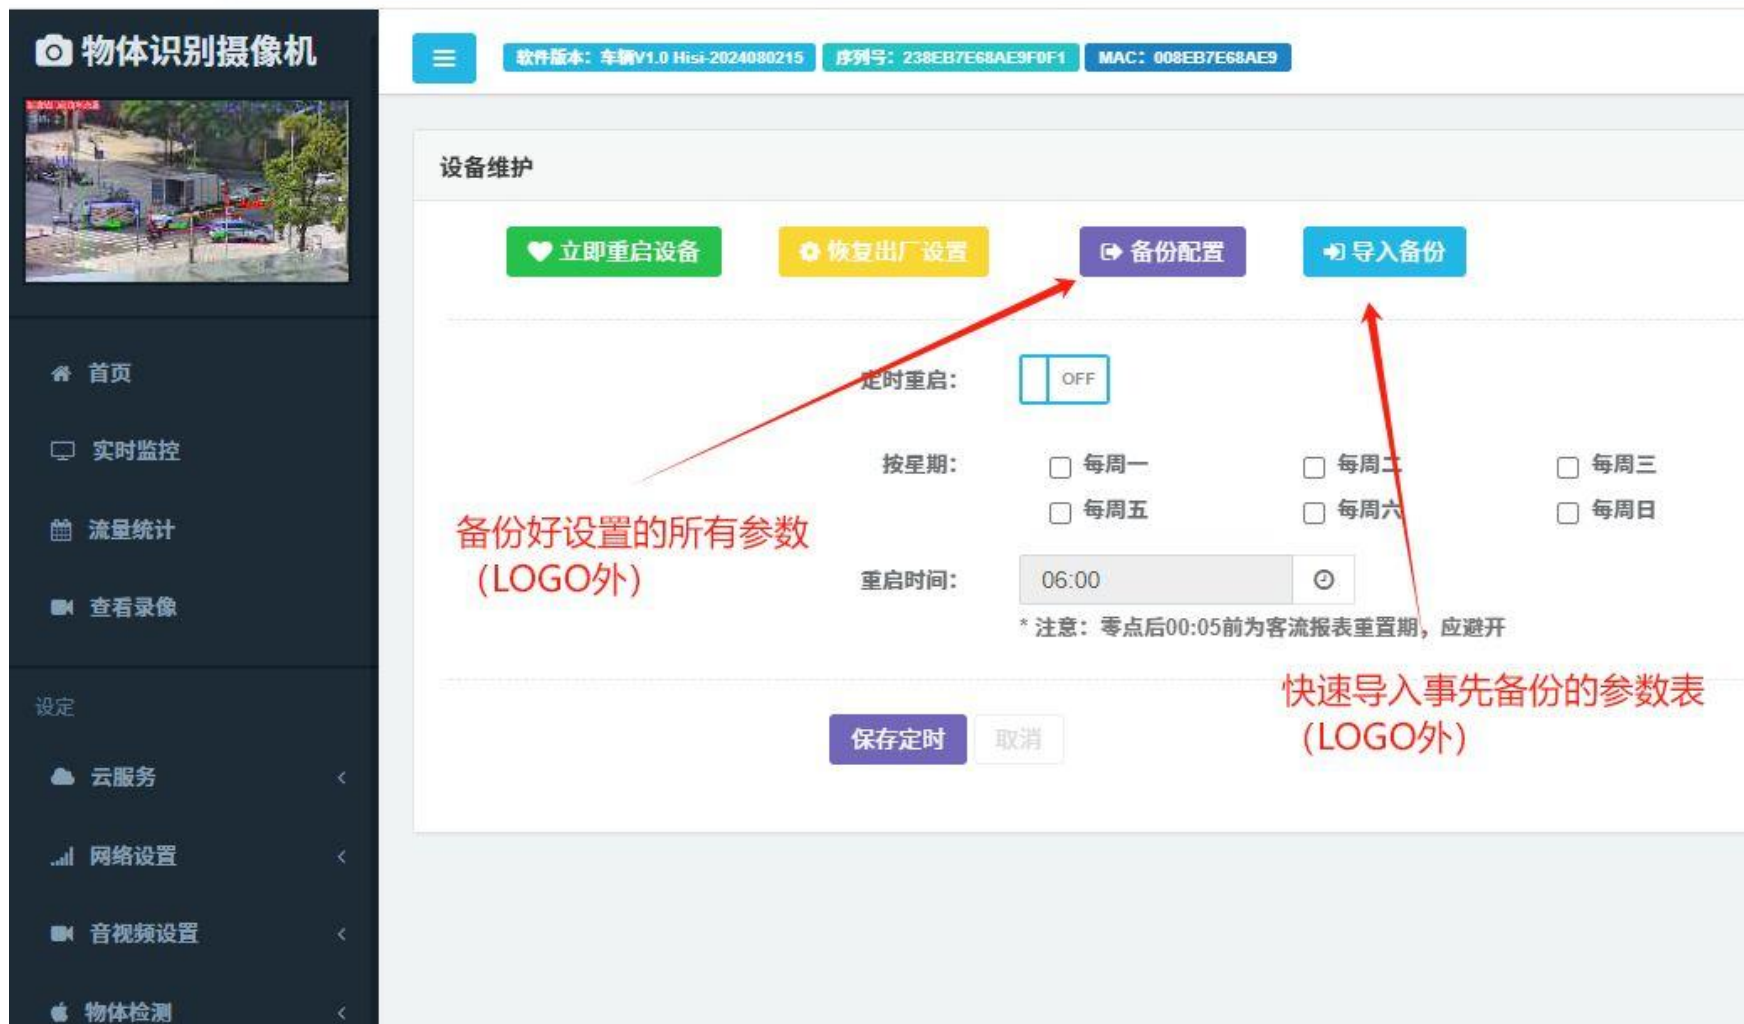 物体识别摄像机
软件版本：车辆V1.0 Hisi-2024080215
序列号：238EB7E68AE9F0F1
MAC：008EB7E68AE9
设备维护
立即重启设备
恢复出厂设置
备份配置
导入备份
首页
定时重启：
OFF
实时监控
按星期：
每周一
每周二
每周三
每周五
每周六
每周日
流量统计
备份好设置的所有参数
（LOGO外）
重启时间：
06:00
查看录像
* 注意：零点后00:05前为客流报表重置期，应避开
快速导入事先备份的参数表
（LOGO外）
设定
保存定时
取消
云服务
网络设置
音视频设置
物体检测